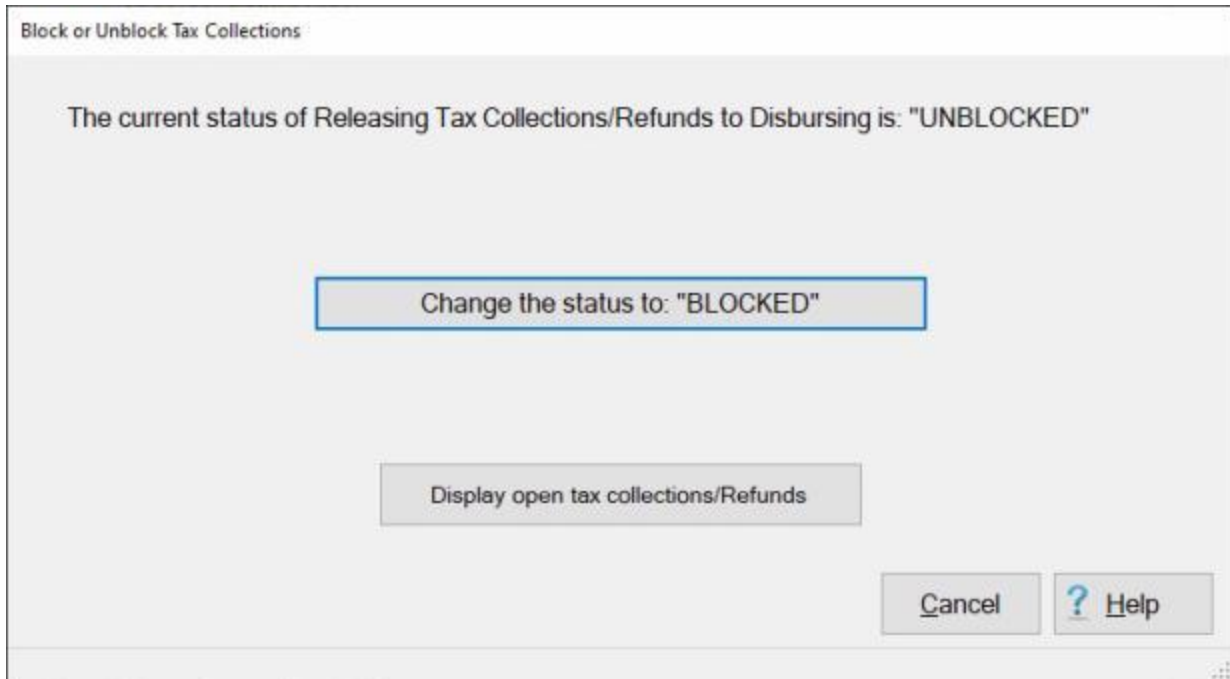 Block or Unblock Tax Collections
The current status of Releasing Tax Collections/Refunds to Disbursing is: "UNBLOCKED"
Change the status to: "BLOCKED"
Display open tax collections/Refunds
Cancel
? Help